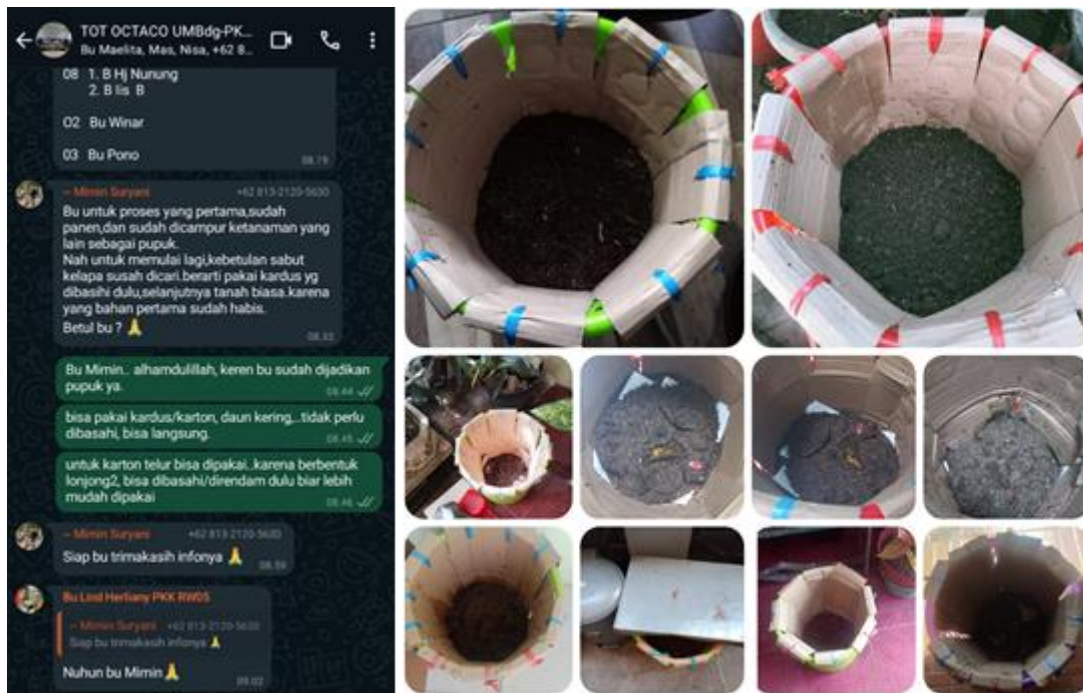 TOT OCTACO UMBdg-PK...
Bu Maelita, Mas, Nisa, +62 8...
08 1. B Hj Nunung
2. B Iis B
O2 Bu Winar
03 Bu Pono
08.19
~ Mimin Suryani +62 813-2120-5630
Bu untuk proses yang pertama,sudah
panen,dan sudah dicampur ketanaman yang
lain sebagai pupuk.
Nah untuk memulai lagi,kebetulan sabut
kelapa susah dicari.berarti pakai kardus yg
dibasihi dulu,selanjutnya tanah biasa.karena
yang bahan pertama sudah habis.
Betul bu ? 🙏
08.33
Bu Mimin.. alhamdulillah, keren bu sudah dijadikan
pupuk ya.
08.44
bisa pakai kardus/karton, daun kering,..tidak perlu
dibasahi, bisa langsung.
08.45
untuk karton telur bisa dipakai..karena berbentuk
lonjong2, bisa dibasahi/direndam dulu biar lebih
mudah dipakai
08.46
~ Mimin Suryani +62 813-2120-5630
Siap bu trimakasih infonya 🙏
08.59
Bu Lind Herliany PKK RW05
~ Mimin Suryani +62 813-2120-5630
Siap bu trimakasih infonya 🙏
Nuhun bu Mimin 🙏
09.02